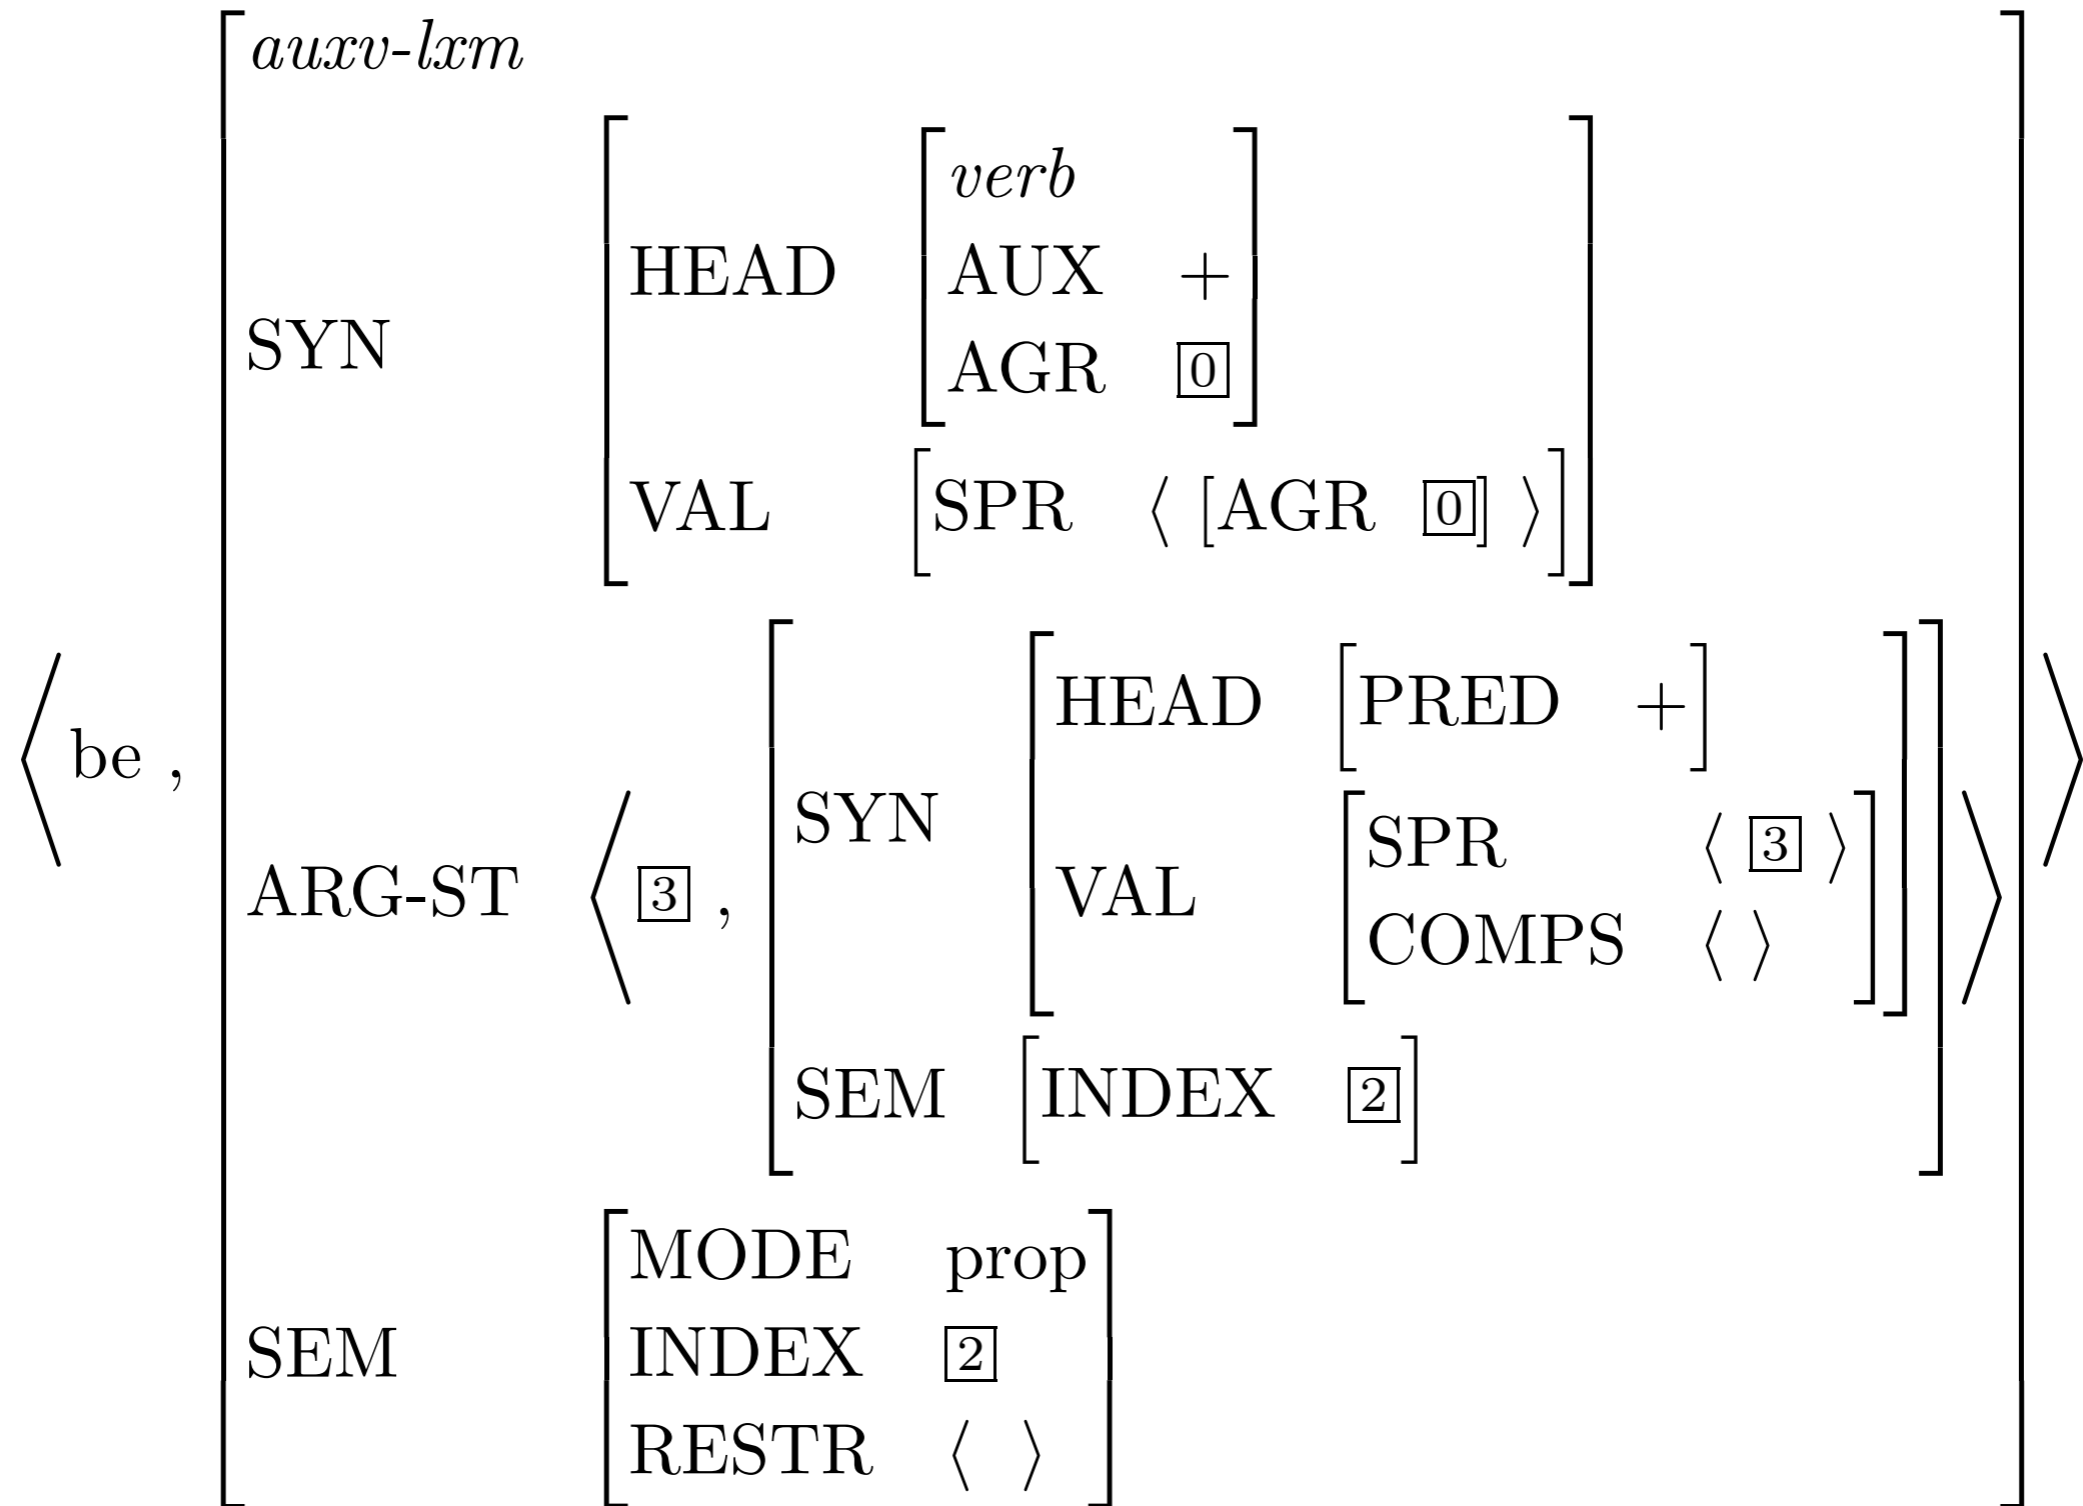 auxv-lxm
verb
HEAD AUX +
SYN AGR 0
VAL [SPR ⟨ [AGR 0] ⟩]
HEAD [PRED +]
⟨be ,
SYN SPR ⟨ 3 ⟩
ARG-ST ⟨3 , VAL
COMPS ⟨ ⟩
SEM [INDEX 2]
MODE prop
SEM INDEX 2
RESTR ⟨ ⟩